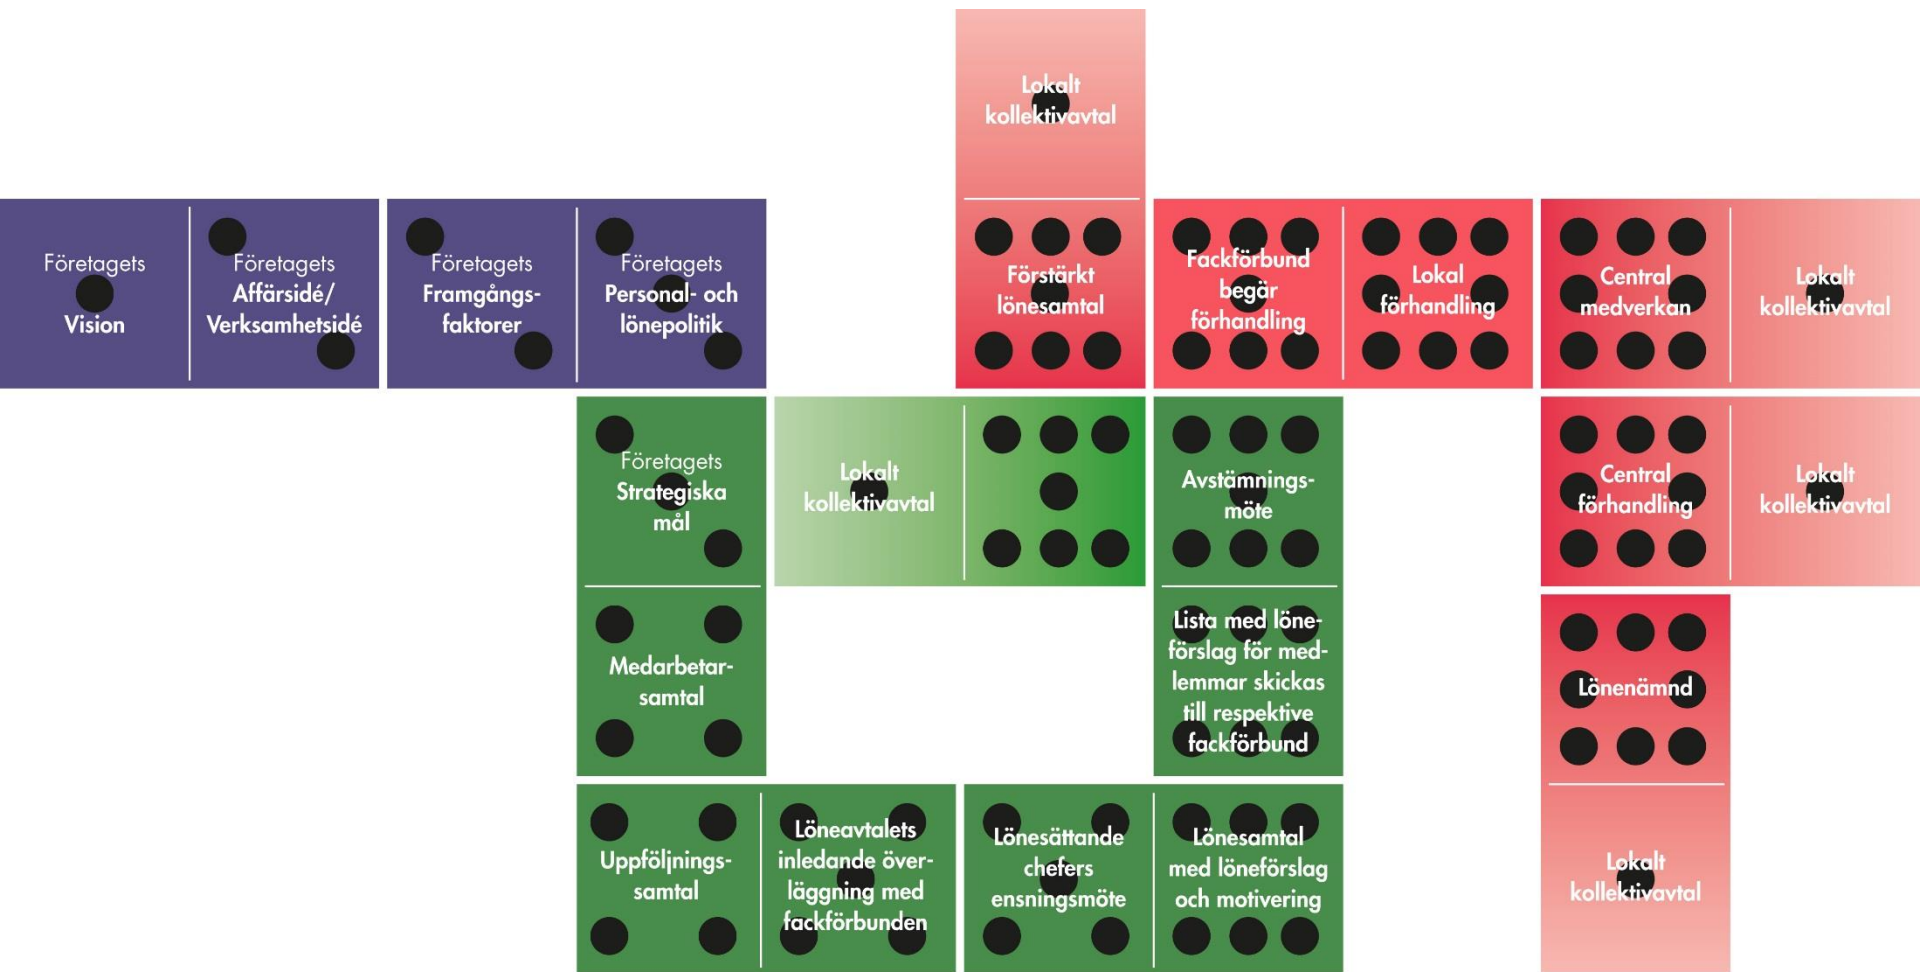 Lokalt
kollektivavtal
Företagets
Vision
Företagets
Affärsidé/
Verksamhetsidé
Företagets
Framgångs-
faktorer
Företagets
Personal- och
lönepolitik
Förstärkt
lönesamtal
Fackförbund
begär
förhandling
Lokal
förhandling
Central
medverkan
Lokalt
kollektivavtal
Företagets
Strategiska
mål
Lokalt
kollektivavtal
Avstämnings-
möte
Central
förhandling
Lokalt
kollektivavtal
Medarbetar-
samtal
Lista med löne-
förslag för med-
lemmar skickas
till respektive
fackförbund
Lönenämnd
Uppföljnings-
samtal
Löneavtalets
inledande över-
läggning med
fackförbunden
Lönesättande
chefers
ensningsmöte
Lönesamtal
med löneförslag
och motivering
Lokalt
kollektivavtal